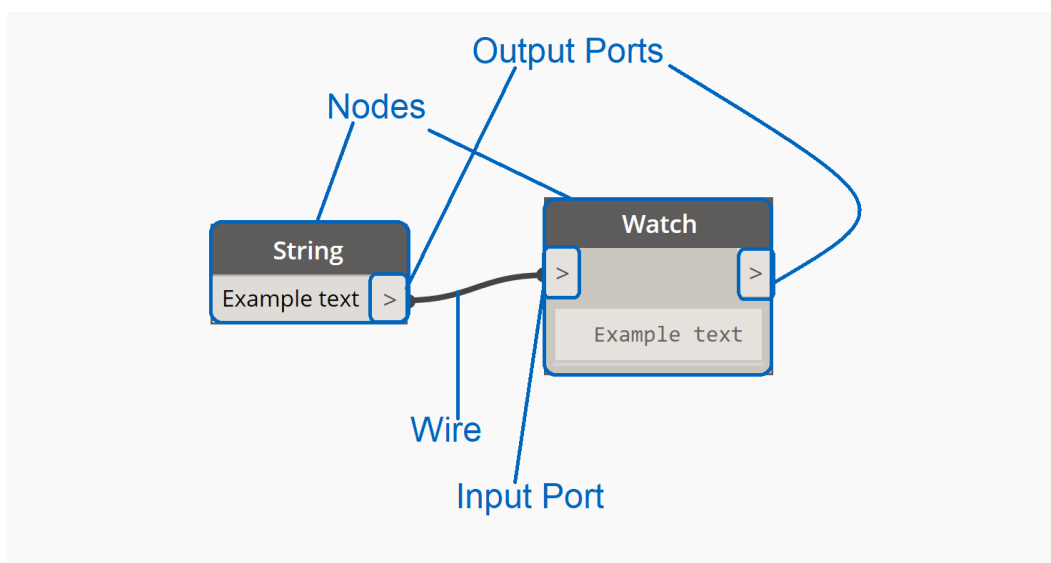 Output Ports
Nodes
String
Example text >
Watch
> >
Example text
Wire
Input Port